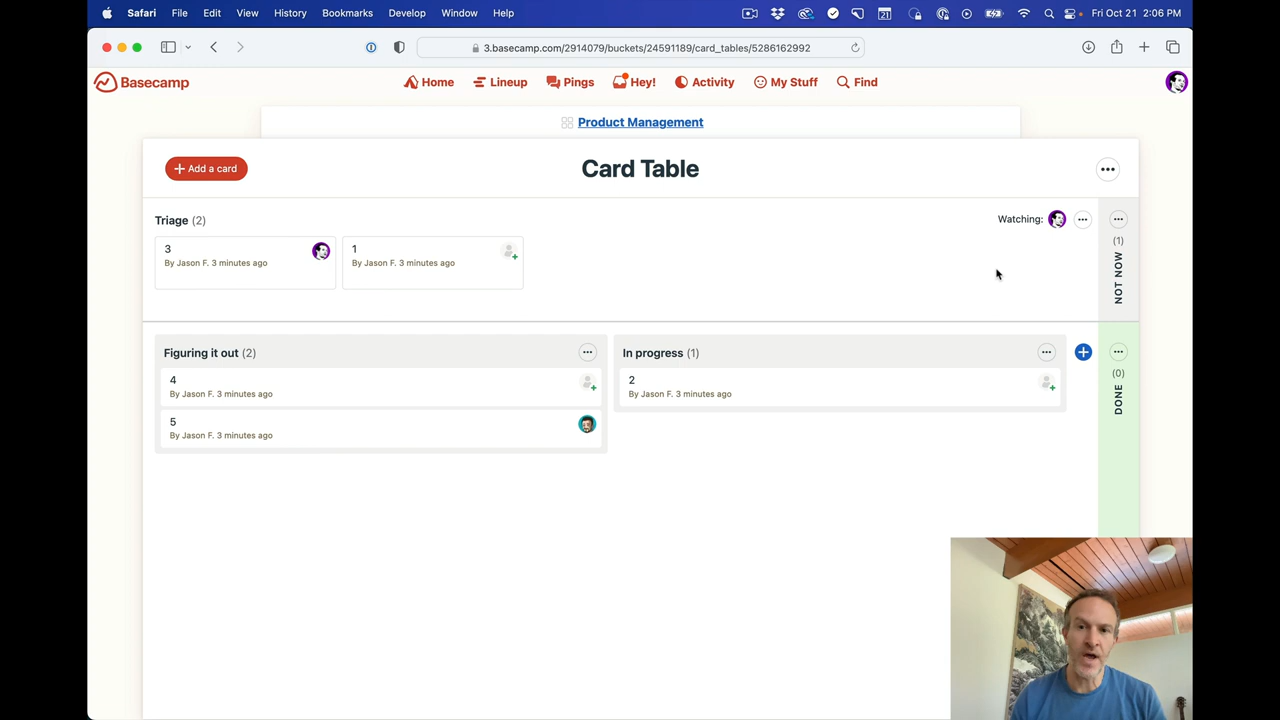 Safari File Edit View History Bookmarks Develop Window Help 21 Fri Oct 21 2:06 PM
3.basecamp.com/2914079/buckets/24591189/card_tables/5286162992
Basecamp Home Lineup Pings Hey! Activity My Stuff Find
Product Management
Add a card Card Table
Triage (2) Watching:
3
By Jason F. 3 minutes ago
1
By Jason F. 3 minutes ago
(1)
NOT NOW
Figuring it out (2)
4
By Jason F. 3 minutes ago
5
By Jason F. 3 minutes ago
In progress (1)
2
By Jason F. 3 minutes ago
(0)
DONE